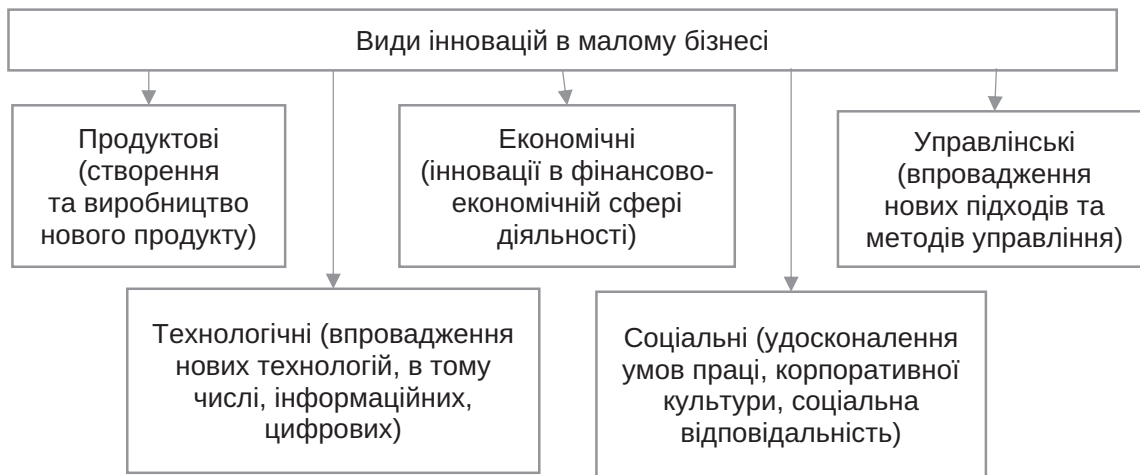 Види інновацій в малому бізнесі
Продуктові
(створення
та виробництво
нового продукту)
Економічні
(інновації в фінансово-
економічній сфері
діяльності)
Управлінські
(впровадження
нових підходів та
методів управління)
Технологічні (впровадження
нових технологій, в тому
числі, інформаційних,
цифрових)
Соціальні (удосконалення
умов праці, корпоративної
культури, соціальна
відповідальність)